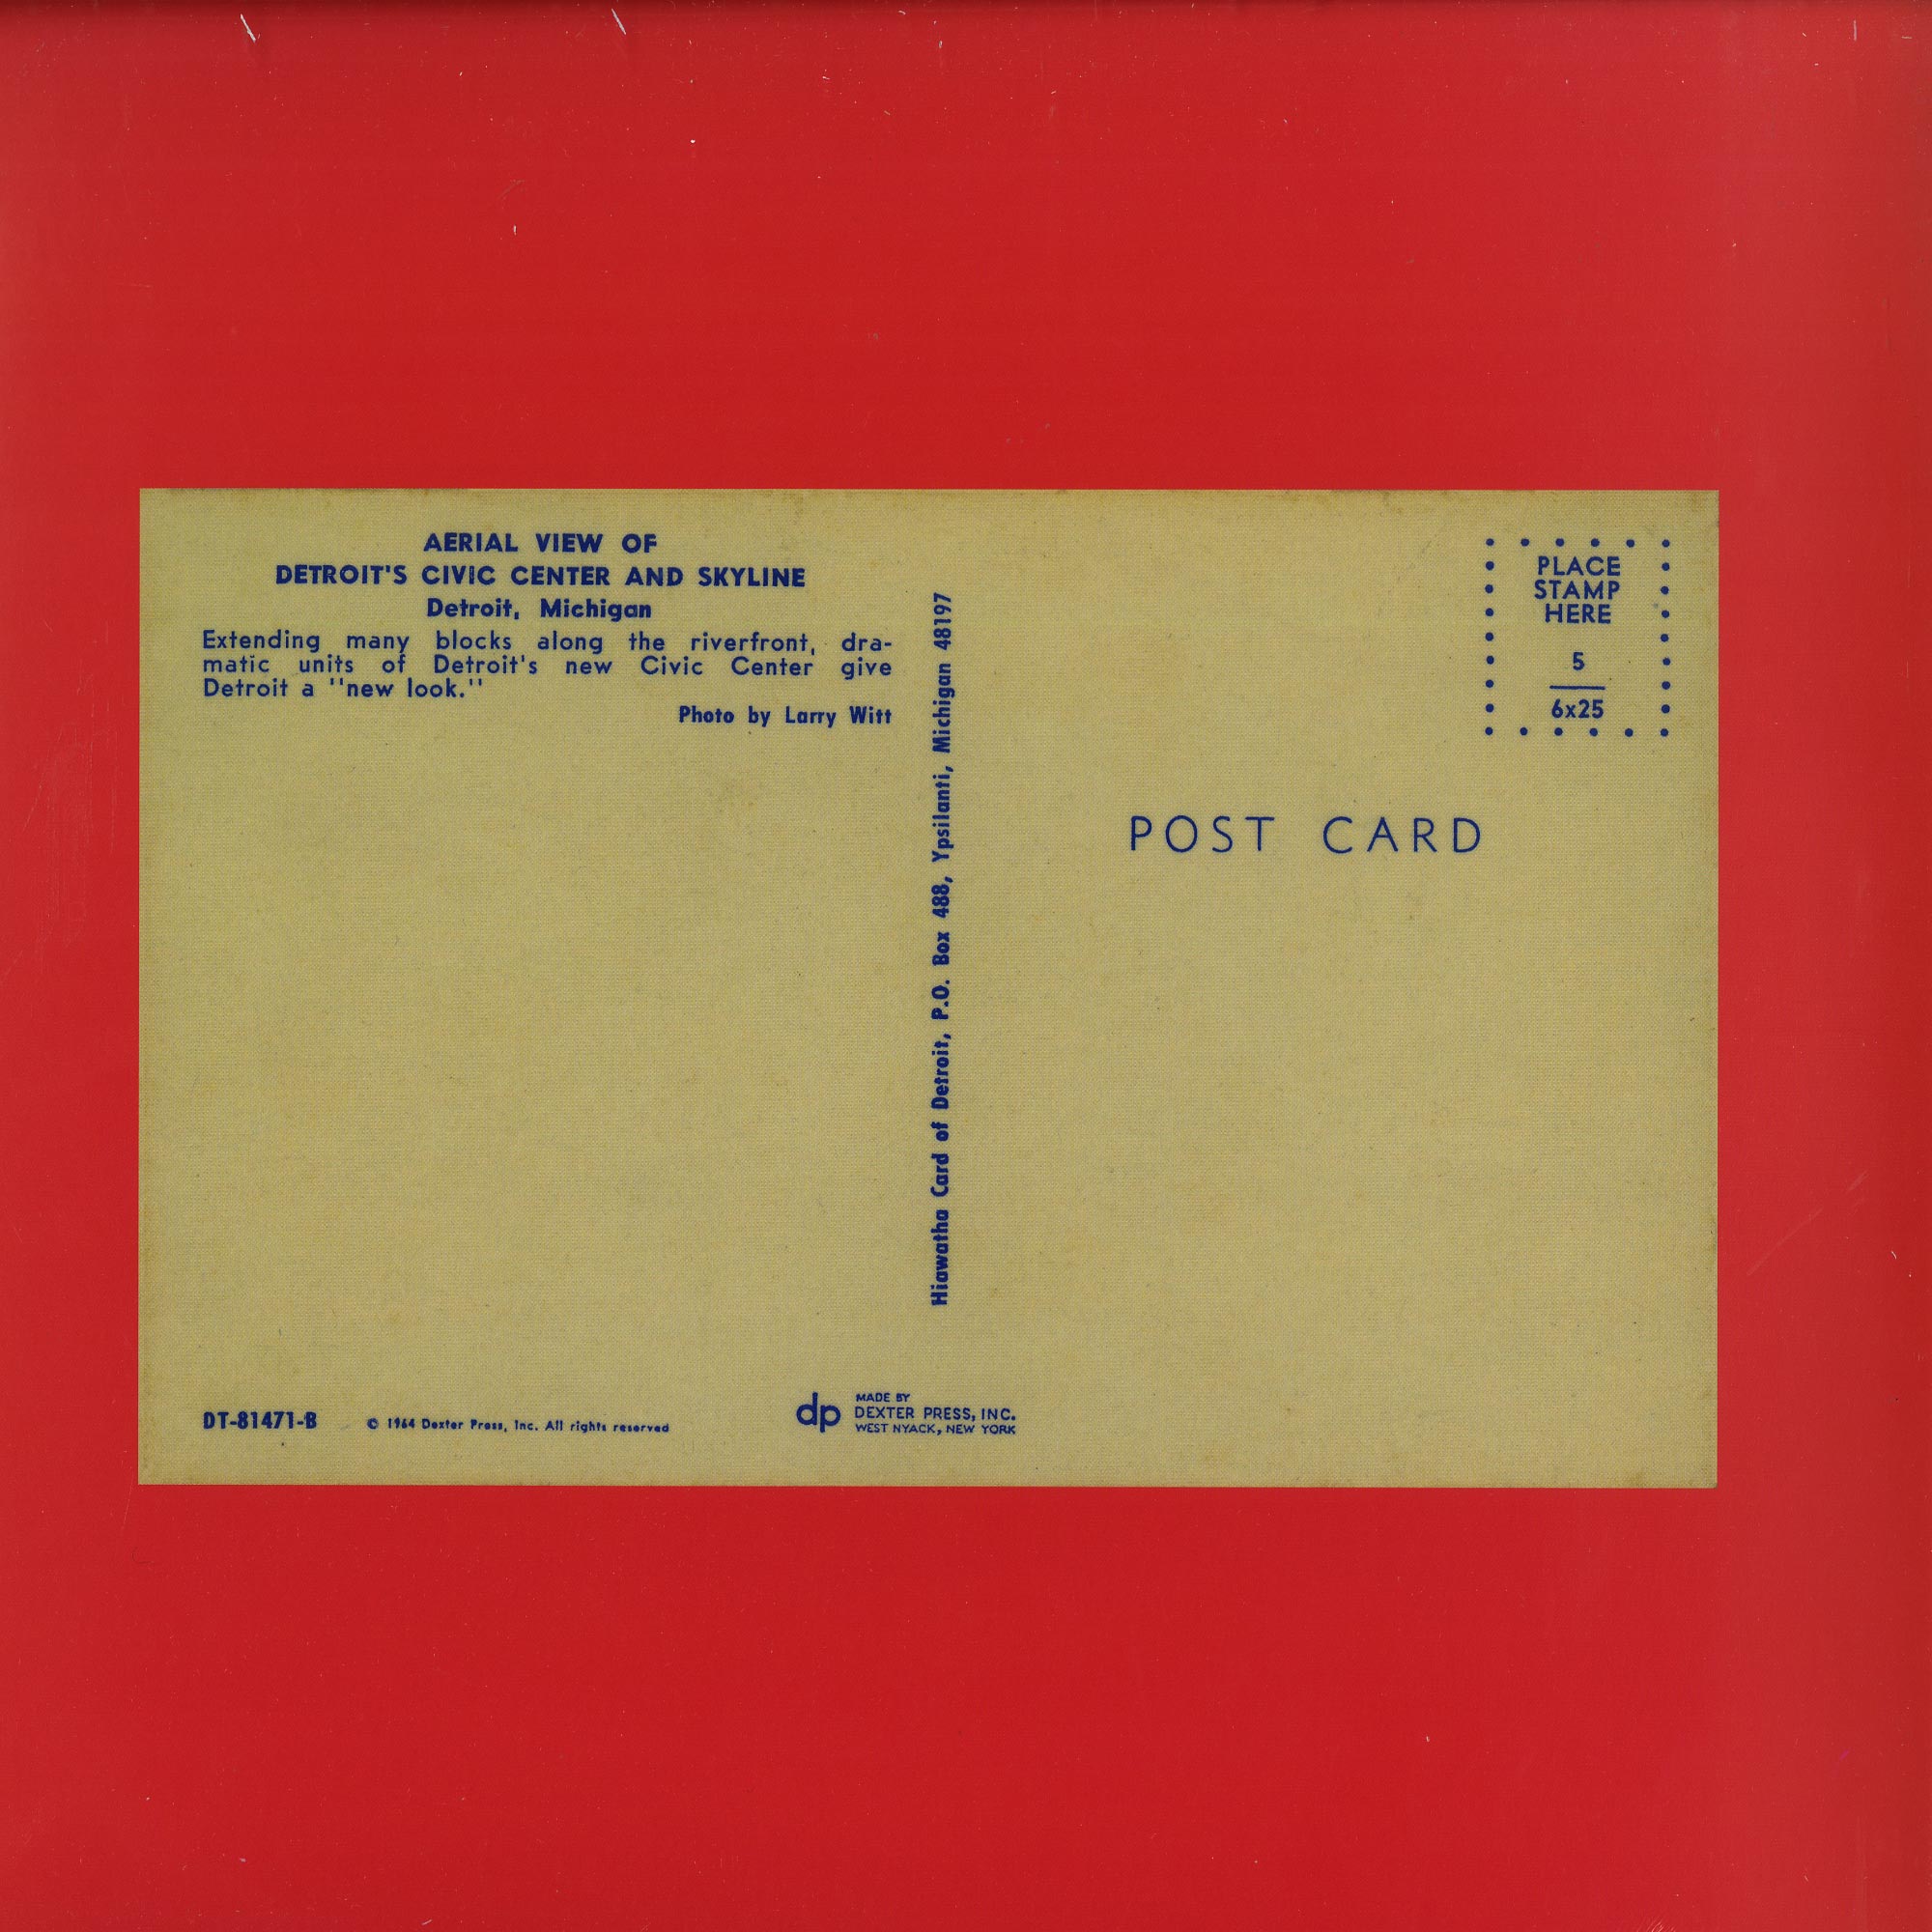 AERIAL VIEW OF
DETROIT'S CIVIC CENTER AND SKYLINE
Detroit, Michigan
Extending many blocks along the riverfront, dra-
matic units of Detroit's new Civic Center give
Detroit a "new look."
Photo by Larry Witt
Hiawatha Card of Detroit, P.O. Box 488, Ypsilanti, Michigan 48197
PLACE
STAMP
HERE
5
6x25
POST CARD
DT-81471-B
© 1964 Dexter Press, Inc. All rights reserved
dp
MADE BY
DEXTER PRESS, INC.
WEST NYACK, NEW YORK